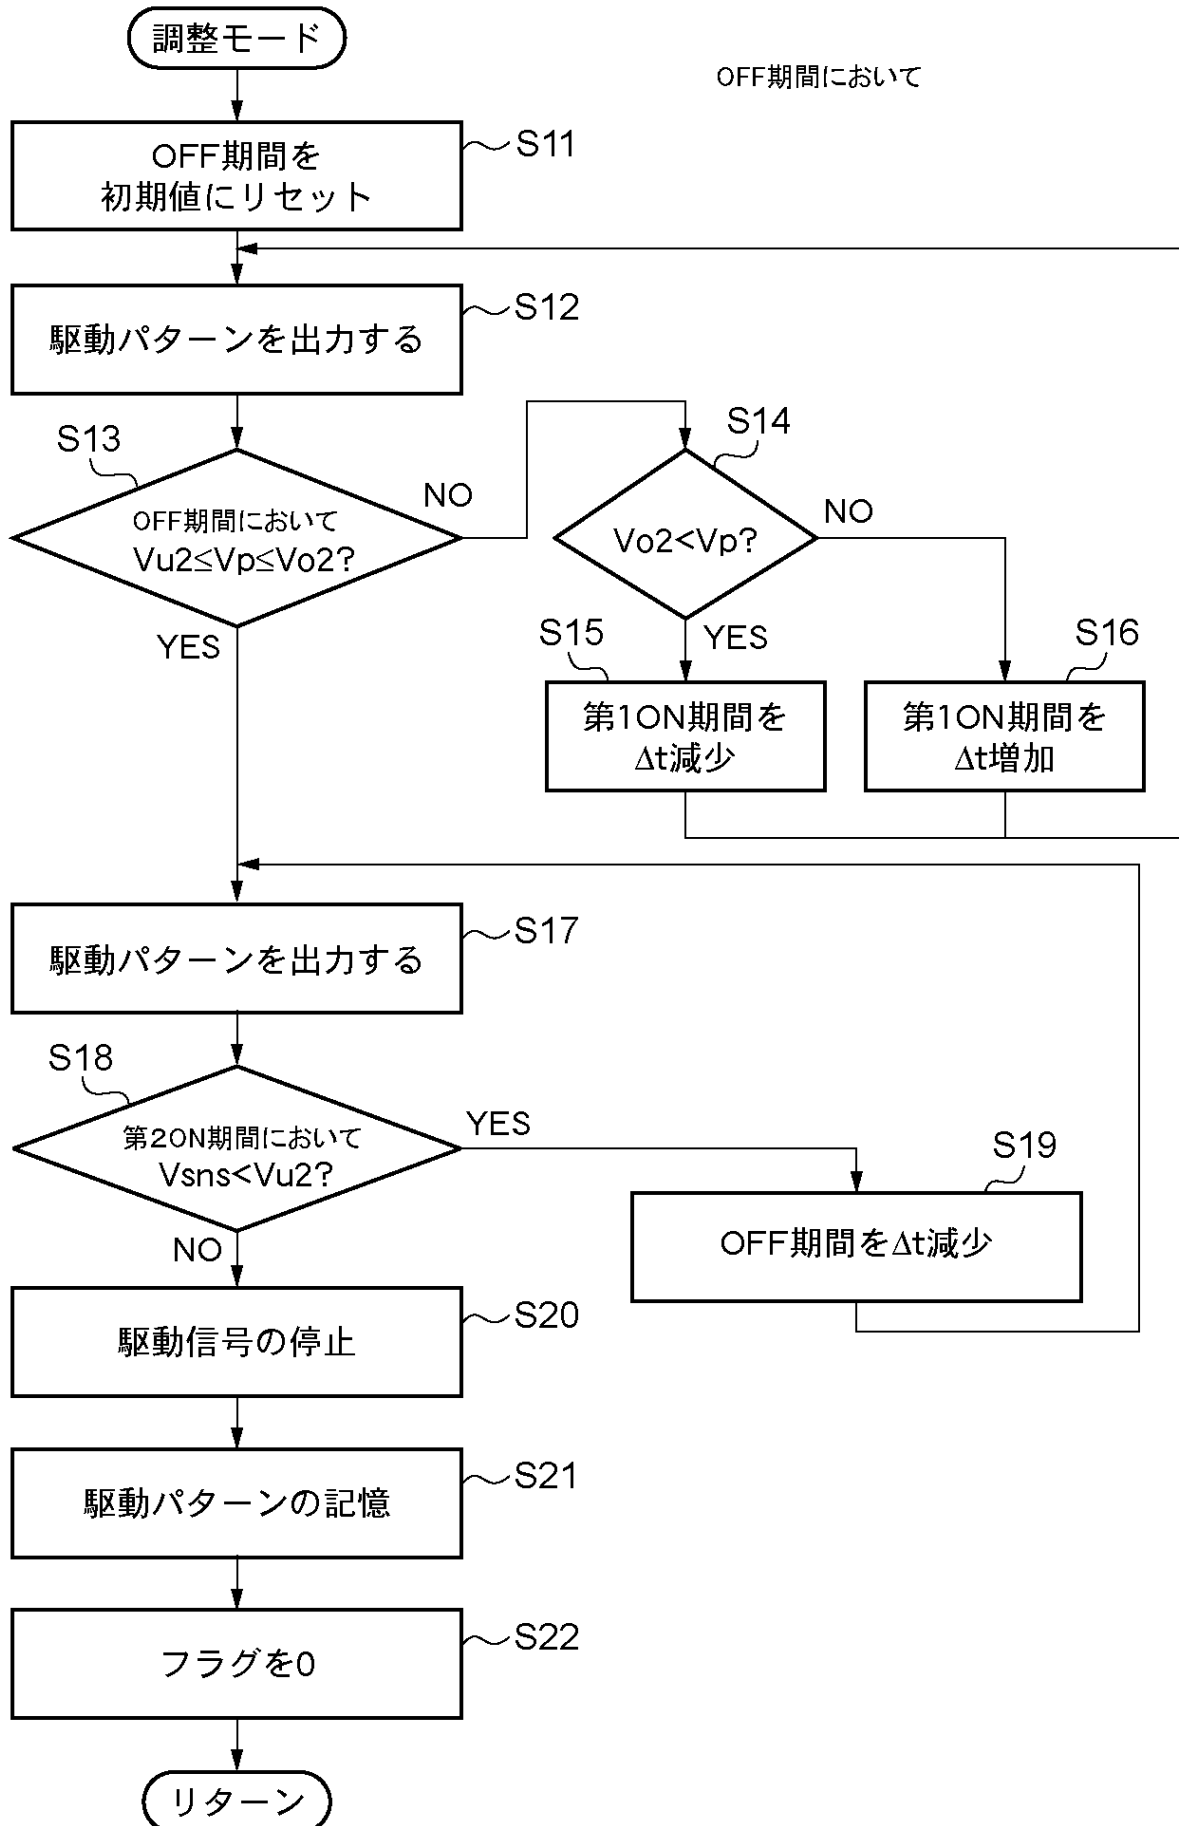 調整モード
OFF期間において
OFF期間を
初期値にリセット
S11
駆動パターンを出力する
S12
S13
OFF期間において
Vu2≤Vp≤Vo2?
NO
YES
S14
Vo2<Vp?
NO
YES
S15
第1ON期間を
Δt減少
S16
第1ON期間を
Δt増加
駆動パターンを出力する
S17
S18
第2ON期間において
Vsns<Vu2?
YES
NO
S19
OFF期間をΔt減少
駆動信号の停止
S20
駆動パターンの記憶
S21
フラグを0
S22
リターン